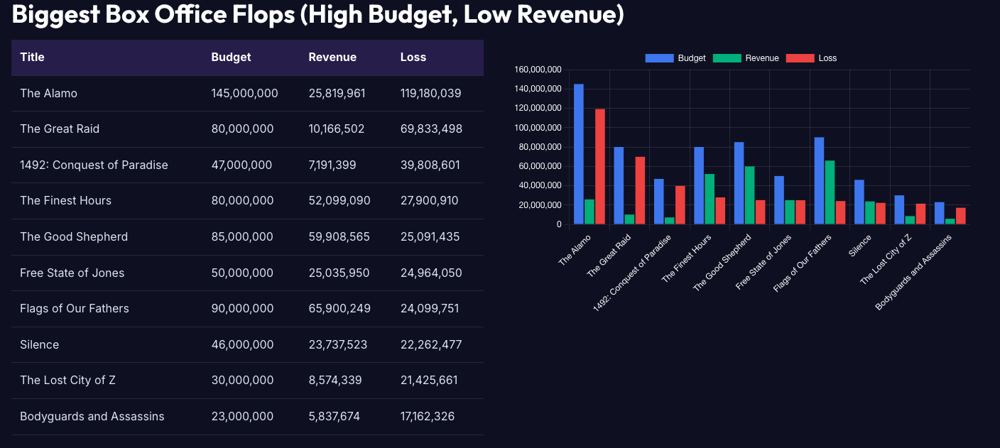 Biggest Box Office Flops (High Budget, Low Revenue)
Title Budget Revenue Loss
The Alamo 145,000,000 25,819,961 119,180,039
The Great Raid 80,000,000 10,166,502 69,833,498
1492: Conquest of Paradise 47,000,000 7,191,399 39,808,601
The Finest Hours 80,000,000 52,099,090 27,900,910
The Good Shepherd 85,000,000 59,908,565 25,091,435
Free State of Jones 50,000,000 25,035,950 24,964,050
Flags of Our Fathers 90,000,000 65,900,249 24,099,751
Silence 46,000,000 23,737,523 22,262,477
The Lost City of Z 30,000,000 8,574,339 21,425,661
Bodyguards and Assassins 23,000,000 5,837,674 17,162,326
Budget Revenue Loss
160,000,000
140,000,000
120,000,000
100,000,000
80,000,000
60,000,000
40,000,000
20,000,000
0
The Alamo
The Great Raid
1492: Conquest of Paradise
The Finest Hours
The Good Shepherd
Free State of Jones
Flags of Our Fathers
Silence
The Lost City of Z
Bodyguards and Assassins